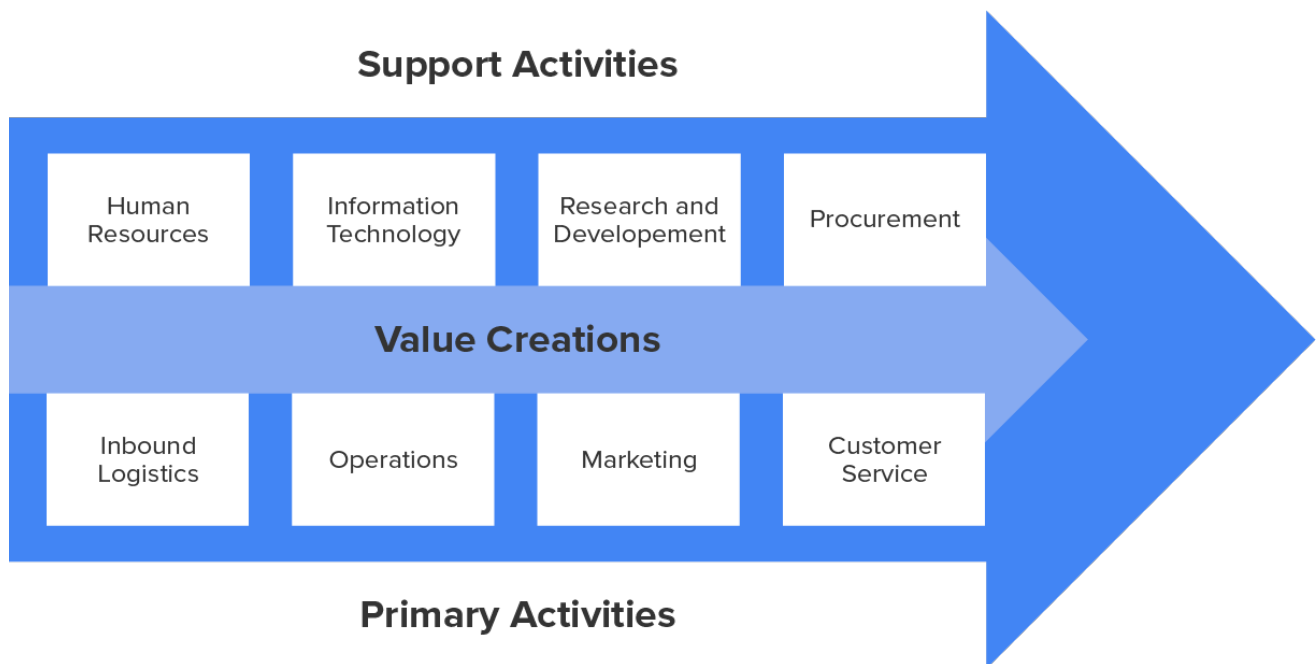 Support Activities
Human
Resources
Information
Technology
Research and
Developement
Procurement
Value Creations
Inbound
Logistics
Operations
Marketing
Customer
Service
Primary Activities